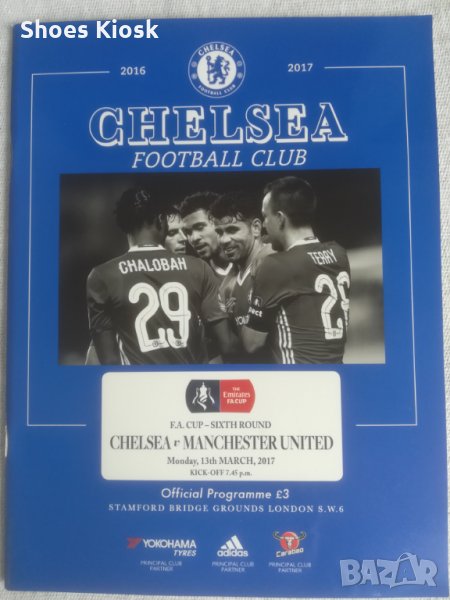 Shoes Kiosk
CHELSEA
FOOTBALL CLUB
2016 2017
CHELSEA
FOOTBALL CLUB
CHALOBAH
29
TERRY
26
THE
Emirates
FA CUP
F.A. CUP – SIXTH ROUND
CHELSEA v MANCHESTER UNITED
Monday, 13th MARCH, 2017
KICK-OFF 7.45 p.m.
Official Programme £3
STAMFORD BRIDGE GROUNDS LONDON S.W.6
YOKOHAMA
TYRES
adidas
Carabao
PRINCIPAL CLUB
PARTNER
PRINCIPAL CLUB
PARTNER
PRINCIPAL CLUB
PARTNER
BAZAR